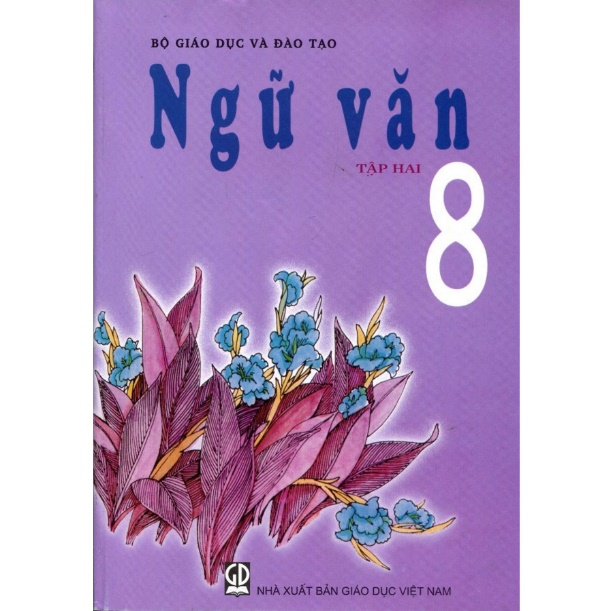 BỘ GIÁO DỤC VÀ ĐÀO TẠO
Ngữ văn
TẬP HAI
8
GD
NHÀ XUẤT BẢN GIÁO DỤC VIỆT NAM